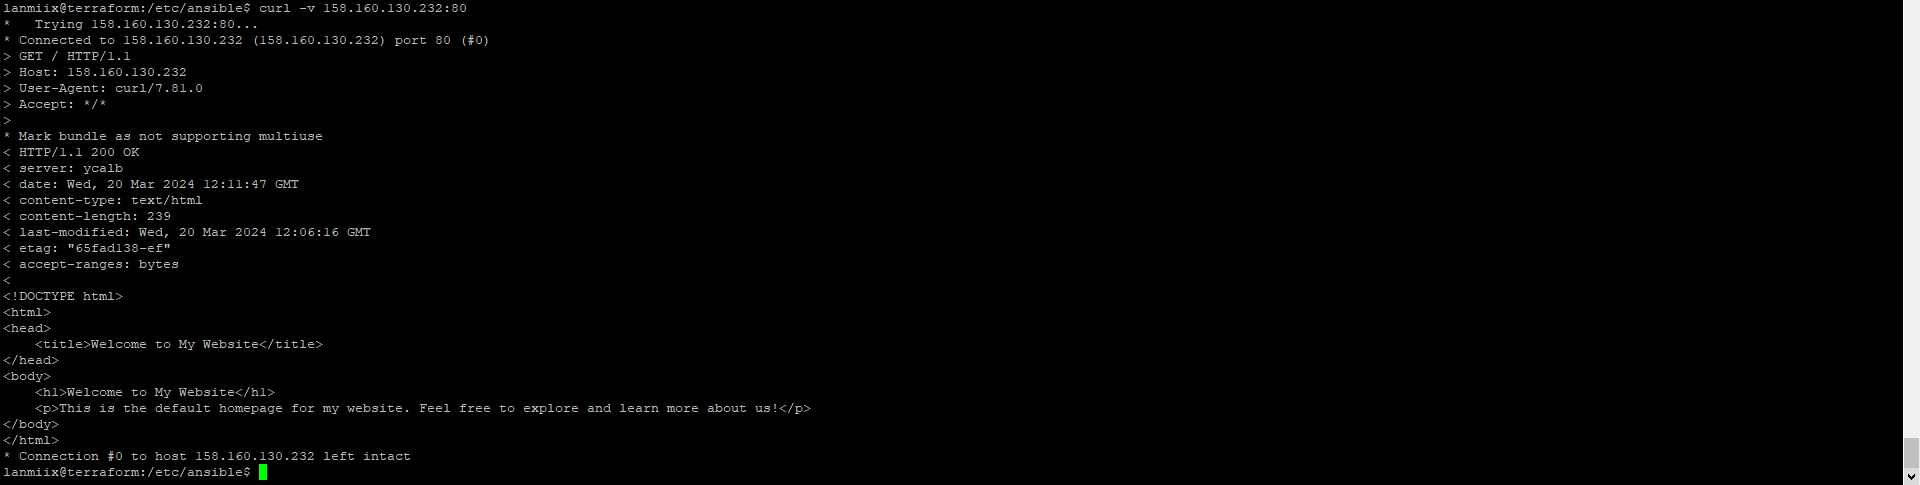 lanmiix@terraform:/etc/ansible$ curl -v 158.160.130.232:80
*   Trying 158.160.130.232:80...
* Connected to 158.160.130.232 (158.160.130.232) port 80 (#0)
> GET / HTTP/1.1
> Host: 158.160.130.232
> User-Agent: curl/7.81.0
> Accept: */*
>
* Mark bundle as not supporting multiuse
< HTTP/1.1 200 OK
< server: ycalb
< date: Wed, 20 Mar 2024 12:11:47 GMT
< content-type: text/html
< content-length: 239
< last-modified: Wed, 20 Mar 2024 12:06:16 GMT
< etag: "65fad138-ef"
< accept-ranges: bytes
<
<!DOCTYPE html>
<html>
<head>
    <title>Welcome to My Website</title>
</head>
<body>
    <h1>Welcome to My Website</h1>
    <p>This is the default homepage for my website. Feel free to explore and learn more about us!</p>
</body>
</html>
* Connection #0 to host 158.160.130.232 left intact
lanmiix@terraform:/etc/ansible$